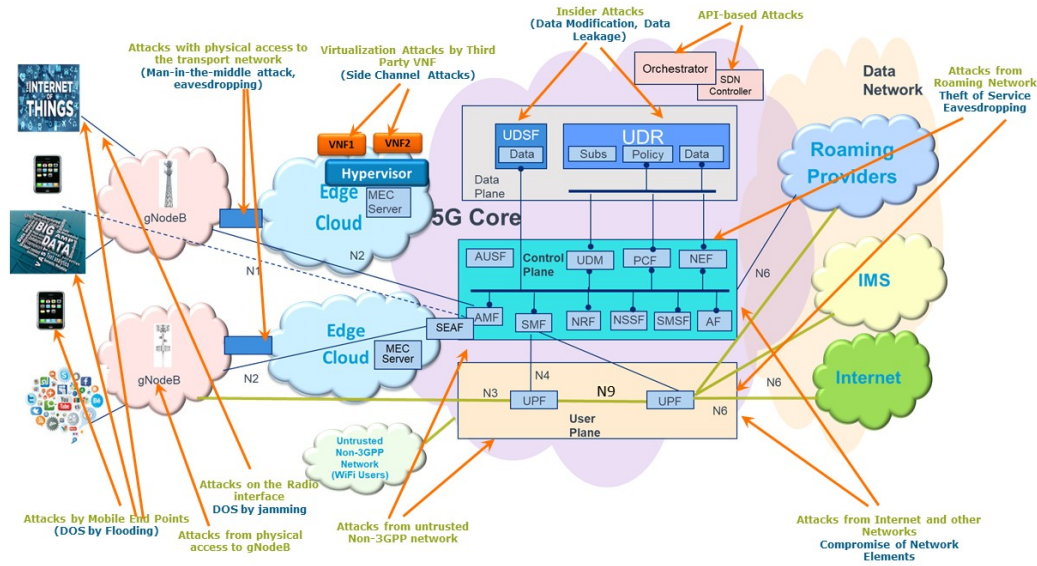 Insider Attacks
(Data Modification, Data
Leakage)
API-based Attacks
Attacks with physical access to
the transport network
(Man-in-the-middle attack,
eavesdropping)
Virtualization Attacks by Third
Party VNF
(Side Channel Attacks)
Orchestrator
SDN
Controller
Data
Network
Attacks from
Roaming Network
Theft of Service
Eavesdropping
INTERNET OF
THINGS
VNF1
VNF2
Hypervisor
Edge
Cloud
MEC
Server
gNodeB
UDSF
Data
UDR
Subs
Policy
Data
Data
Plane
Roaming
Providers
5G Core
BIG
DATA
N1
N2
AUSF
Control
Plane
UDM
PCF
NEF
N6
IMS
AMF
SEAF
SMF
NRF
NSSF
SMSF
AF
gNodeB
Edge
Cloud
MEC
Server
N2
N4
N3
UPF
N9
UPF
N6
N6
Internet
User
Plane
You
Tube
Untrusted
Non-3GPP
Network
(WiFi Users)
Attacks on the Radio
interface
DOS by jamming
Attacks by Mobile End Points
(DOS by Flooding)
Attacks from physical
access to gNodeB
Attacks from untrusted
Non-3GPP network
Attacks from Internet and other
Networks
Compromise of Network
Elements